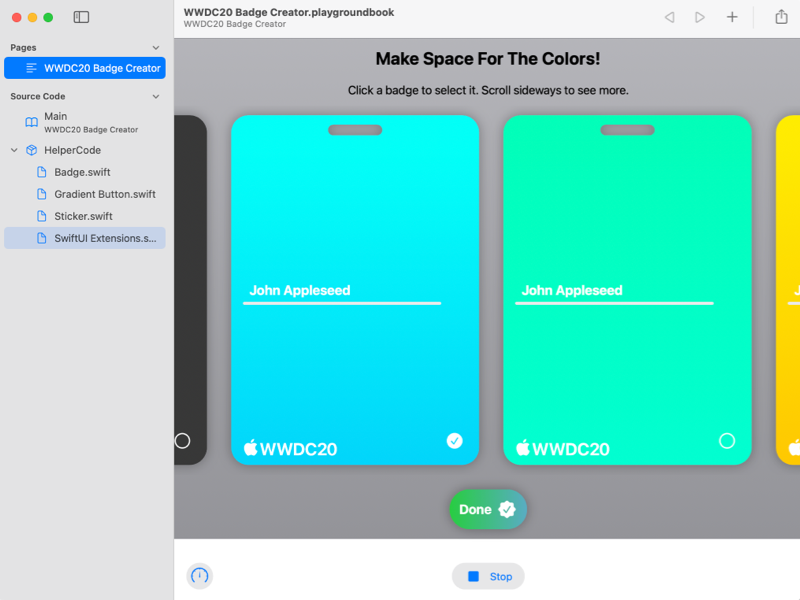 WWDC20 Badge Creator.playgroundbook
WWDC20 Badge Creator
Pages
WWDC20 Badge Creator
Source Code
Main
WWDC20 Badge Creator
HelperCode
Badge.swift
Gradient Button.swift
Sticker.swift
SwiftUI Extensions.s...
Make Space For The Colors!
Click a badge to select it. Scroll sideways to see more.
John Appleseed
WWDC20
John Appleseed
WWDC20
J
Done
Stop